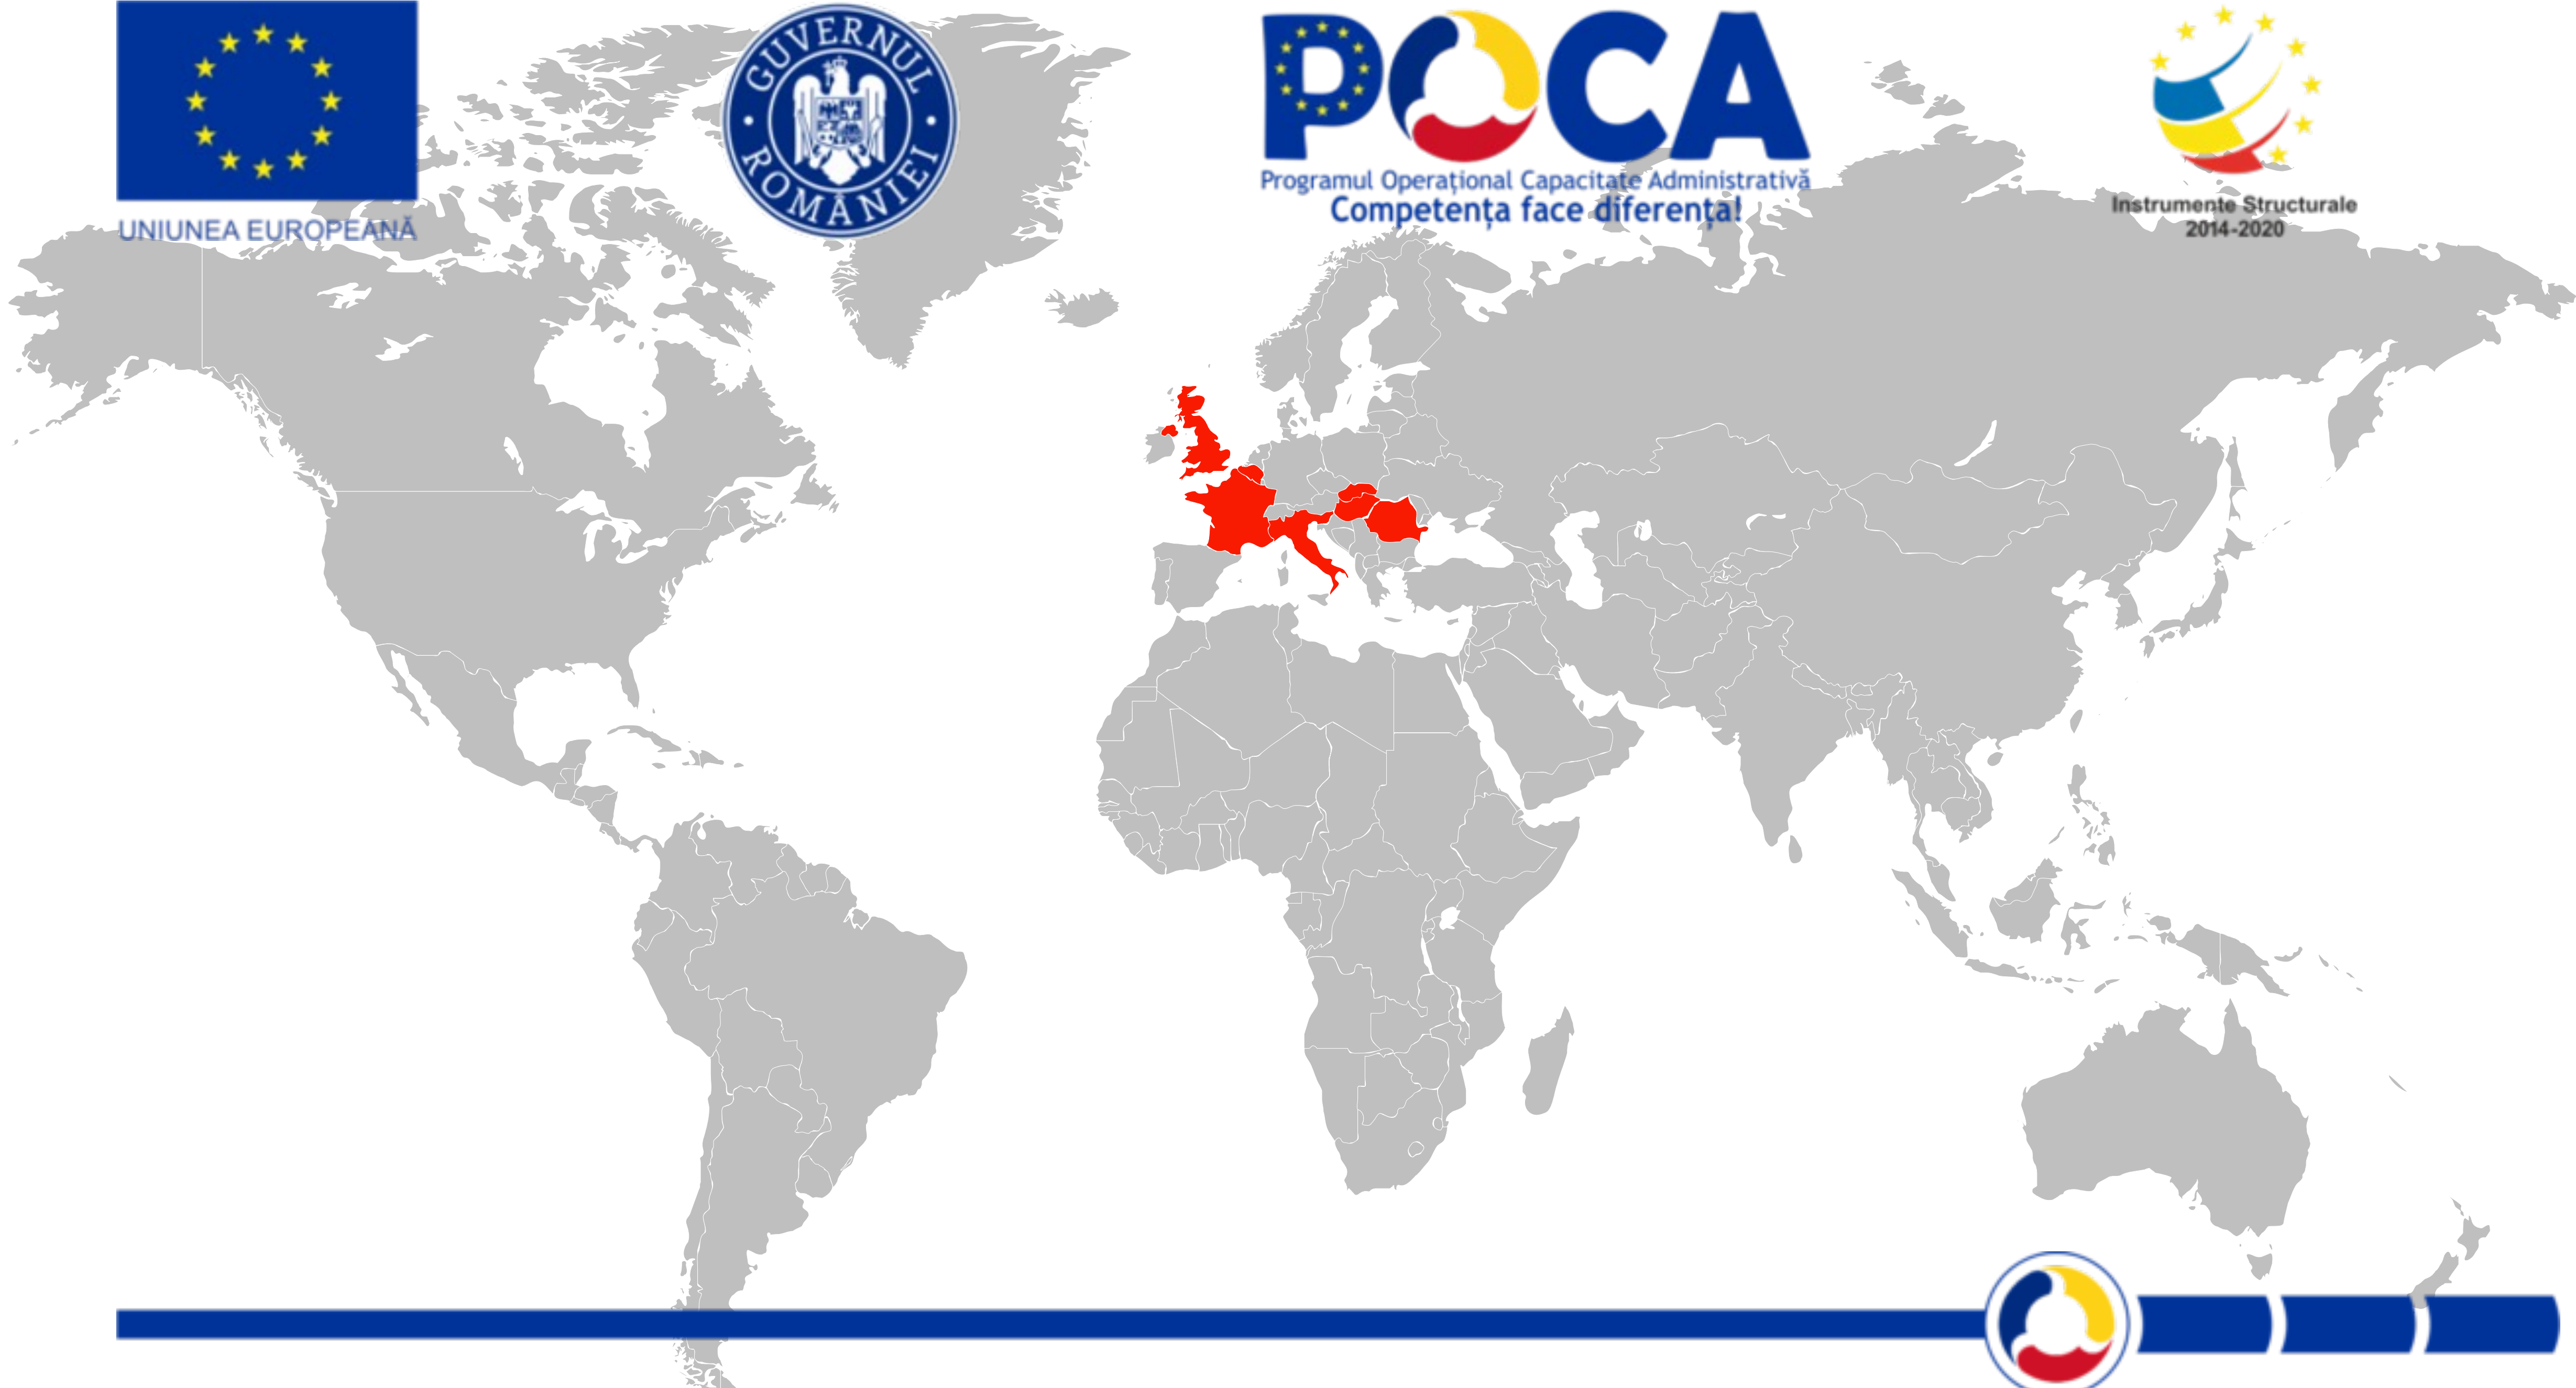 UNIUNEA EUROPEANĂ
GUVERNUL ROMÂNIEI
POCA
Programul Operațional Capacitate Administrativă
Competența face diferența!
Instrumente Structurale
2014-2020